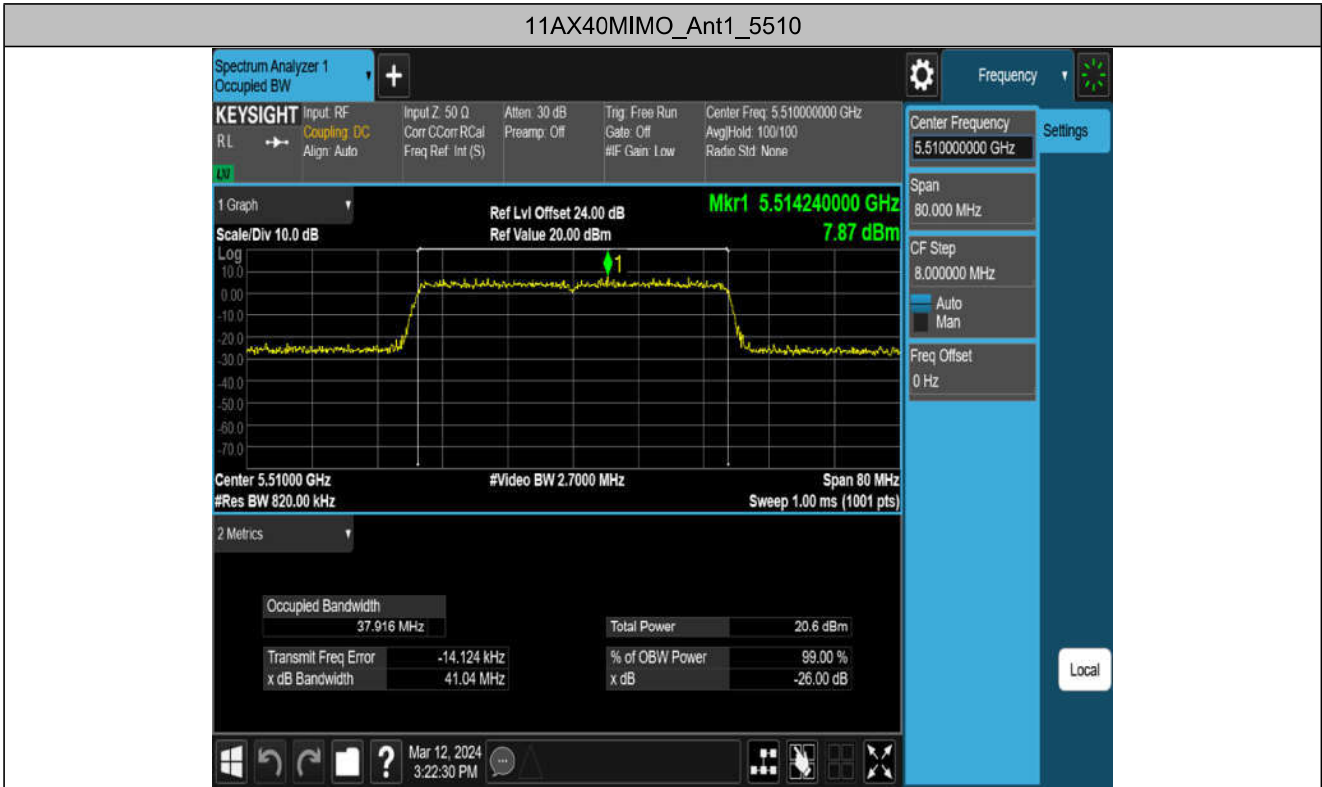 11AX40MIMO_Ant1_5510
Spectrum Analyzer 1
Occupied BW
Frequency
KEYSIGHT
R L
LXI
Input: RF
Coupling: DC
Align: Auto
Input Z: 50 Ω
Corr CCorr RCal
Freq Ref: Int (S)
Atten: 30 dB
Preamp: Off
Trig: Free Run
Gate: Off
#IF Gain: Low
Center Freq: 5.510000000 GHz
Avg|Hold: 100/100
Radio Std: None
Center Frequency
5.510000000 GHz
Settings
Span
80.000 MHz
CF Step
8.000000 MHz
Auto
Man
Freq Offset
0 Hz
Local
1 Graph
Scale/Div 10.0 dB
Ref Lvl Offset 24.00 dB
Ref Value 20.00 dBm
Mkr1 5.514240000 GHz
7.87 dBm
Log
10.0
0.00
-10.0
-20.0
-30.0
-40.0
-50.0
-60.0
-70.0
1
Center 5.51000 GHz
#Video BW 2.7000 MHz
Span 80 MHz
#Res BW 820.00 kHz
Sweep 1.00 ms (1001 pts)
2 Metrics
Occupied Bandwidth
37.916 MHz
Total Power 20.6 dBm
Transmit Freq Error -14.124 kHz
% of OBW Power 99.00 %
x dB Bandwidth 41.04 MHz
x dB -26.00 dB
?
Mar 12, 2024
3:22:30 PM